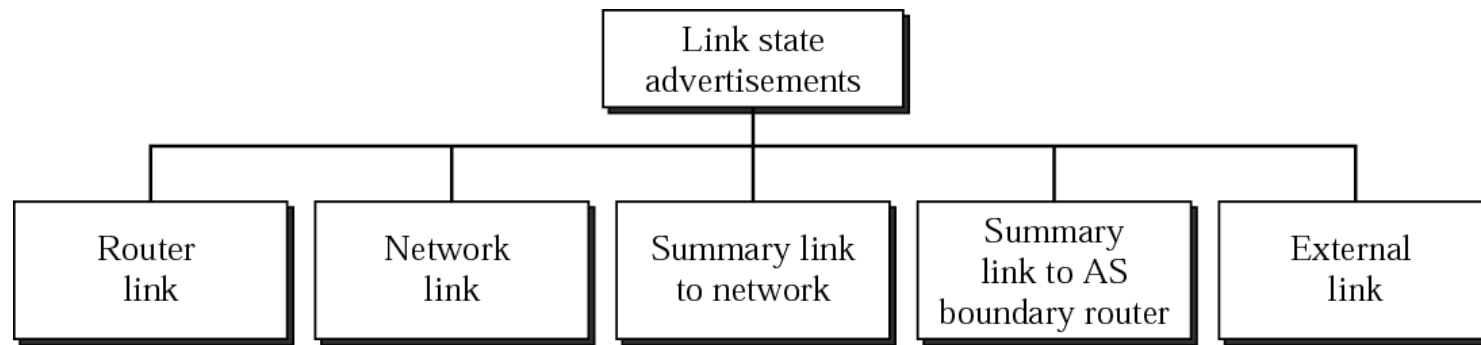 Link state
advertisements
Router
link
Network
link
Summary link
to network
Summary
link to AS
boundary router
External
link